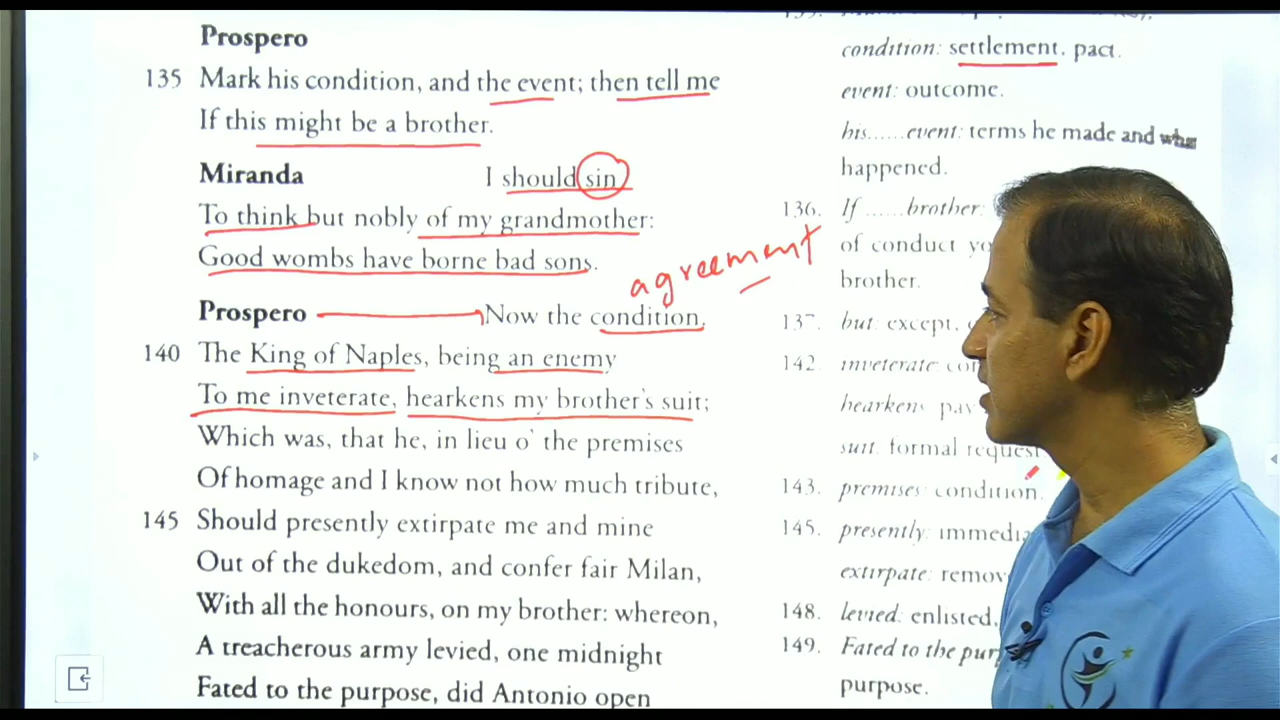 Prospero
135 Mark his condition, and the event; then tell me
If this might be a brother.
Miranda I should sin
To think but nobly of my grandmother:
Good wombs have borne bad sons.
agreement
Prospero Now the condition.
140 The King of Naples, being an enemy
To me inveterate, hearkens my brother's suit;
Which was, that he, in lieu o' the premises
Of homage and I know not how much tribute,
145 Should presently extirpate me and mine
Out of the dukedom, and confer fair Milan,
With all the honours, on my brother: whereon,
A treacherous army levied, one midnight
Fated to the purpose, did Antonio open
condition: settlement, pact.
event: outcome.
his......event: terms he made and what
happened.
136. If ......brother:
of conduct
brother.
but: except,
142. inveterate:
hearkens
suit: formal request
143. premises: condition.
145. presently:
extirpate:
148. levied: enlisted,
149. Fated to the
purpose.